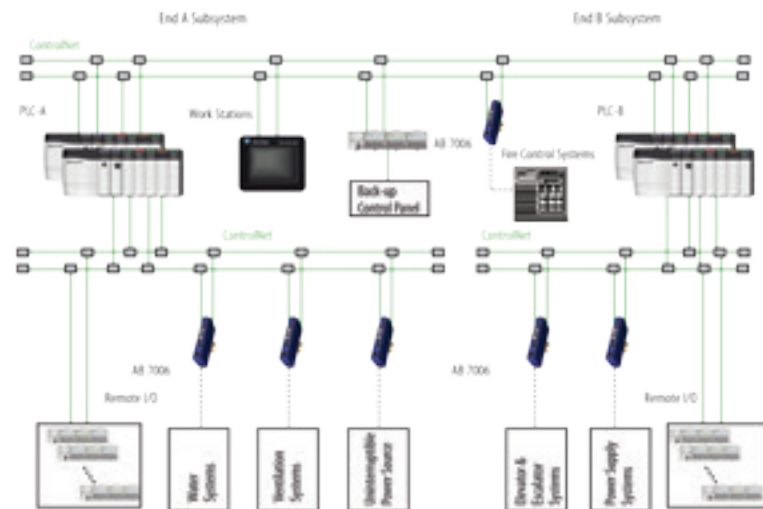 End A Subsystem
End B Subsystem
ControlNet
PLC-A
Work Stations
AB 7006
Back-up
Control Panel
Fire Control Systems
PLC-B
ControlNet
ControlNet
AB 7006
AB 7006
Remote I/O
Remote I/O
Water
Systems
Ventilation
Systems
Uninterruptible
Power Source
Elevator &
Escalator
Systems
Power Supply
Systems